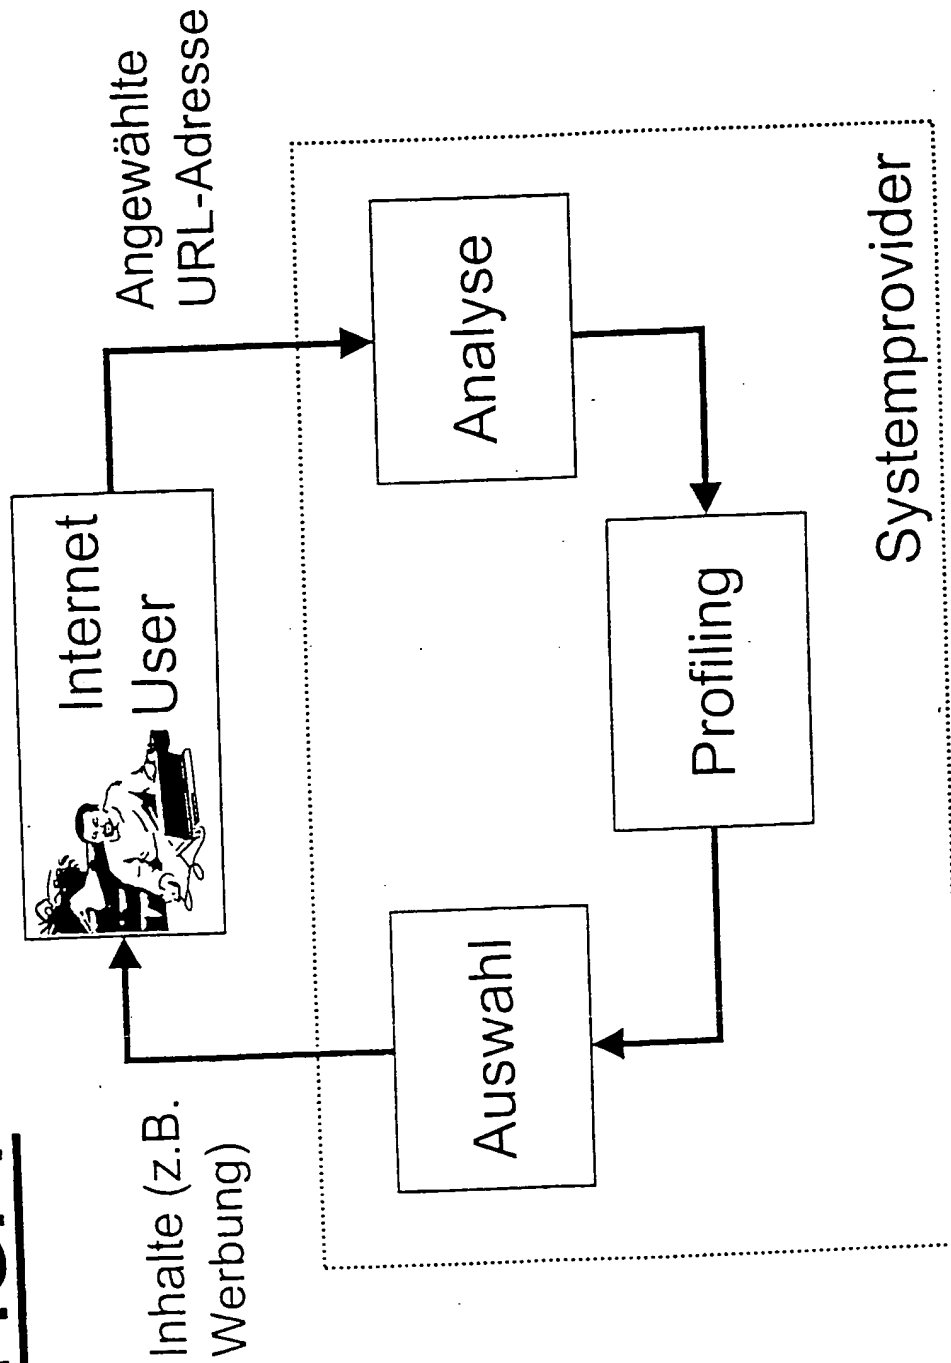 Inhalte (z.B.
Werbung)
Internet
User
Angewählte
URL-Adresse
Auswahl
Analyse
Profiling
Systemprovider